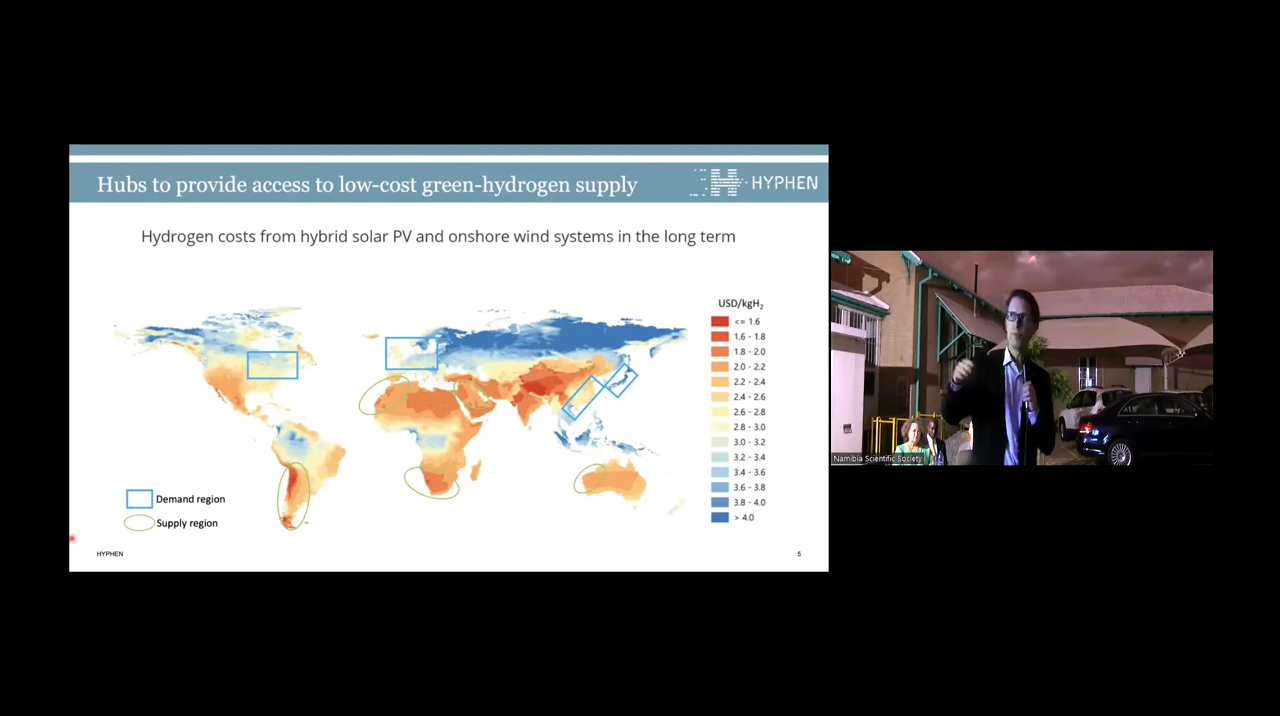 Hubs to provide access to low-cost green-hydrogen supply
HYPHEN
Hydrogen costs from hybrid solar PV and onshore wind systems in the long term
USD/kgH₂
<= 1.6
1.6 - 1.8
1.8 - 2.0
2.0 - 2.2
2.2 - 2.4
2.4 - 2.6
2.6 - 2.8
2.8 - 3.0
3.0 - 3.2
3.2 - 3.4
3.4 - 3.6
3.6 - 3.8
3.8 - 4.0
> 4.0
Demand region
Supply region
HYPHEN
5
Namibia Scientific Society